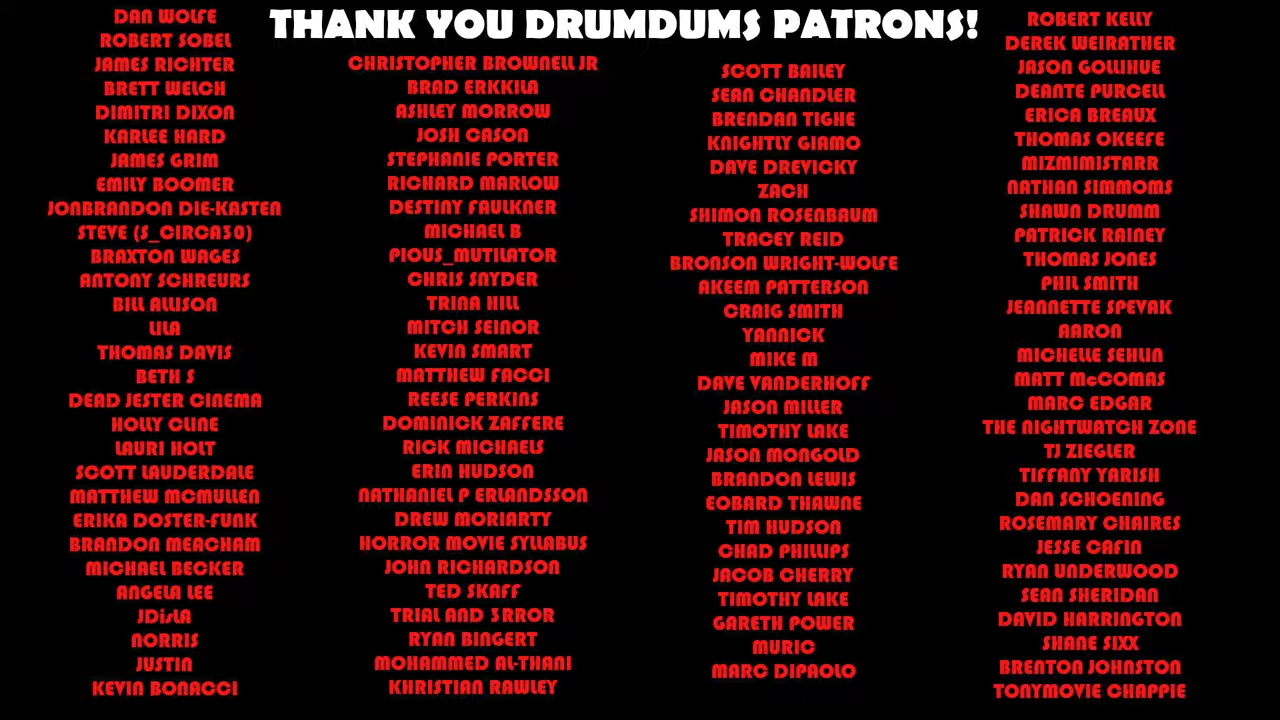 THANK YOU DRUMDUMS PATRONS!
DAN WOLFE
ROBERT SOBEL
JAMES RICHTER
BRETT WELCH
DIMITRI DIXON
KARLEE HARD
JAMES GRIM
EMILY BOOMER
JONBRANDON DIE-KASTEN
STEVE (S_CIRCA30)
BRAXTON WAGES
ANTONY SCHREURS
BILL ALLISON
LILA
THOMAS DAVIS
BETH S
DEAD JESTER CINEMA
HOLLY CLINE
LAURI HOLT
SCOTT LAUDERDALE
MATTHEW MCMULLEN
ERIKA DOSTER-FUNK
BRANDON MEACHAM
MICHAEL BECKER
ANGELA LEE
JDisLA
NORRIS
JUSTIN
KEVIN BONACCI
CHRISTOPHER BROWNELL JR
BRAD ERKKILA
ASHLEY MORROW
JOSH CASON
STEPHANIE PORTER
RICHARD MARLOW
DESTINY FAULKNER
MICHAEL B
PIOUS_MUTILATOR
CHRIS SNYDER
TRINA HILL
MITCH SEINOR
KEVIN SMART
MATTHEW FACCI
REESE PERKINS
DOMINICK ZAFFERE
RICK MICHAELS
ERIN HUDSON
NATHANIEL P ERLANDSSON
DREW MORIARTY
HORROR MOVIE SYLLABUS
JOHN RICHARDSON
TED SKAFF
TRIAL AND 3RROR
RYAN BINGERT
MOHAMMED AL-THANI
KHRISTIAN RAWLEY
SCOTT BAILEY
SEAN CHANDLER
BRENDAN TIGHE
KNIGHTLY GIAMO
DAVE DREVICKY
ZACH
SHIMON ROSENBAUM
TRACEY REID
BRONSON WRIGHT-WOLFE
AKEEM PATTERSON
CRAIG SMITH
YANNICK
MIKE M
DAVE VANDERHOFF
JASON MILLER
TIMOTHY LAKE
JASON MONGOLD
BRANDON LEWIS
EOBARD THAWNE
TIM HUDSON
CHAD PHILLIPS
JACOB CHERRY
TIMOTHY LAKE
GARETH POWER
MURIC
MARC DIPAOLO
ROBERT KELLY
DEREK WEIRATHER
JASON GOLLIHUE
DEANTE PURCELL
ERICA BREAUX
THOMAS OKEEFE
MIZMIMISTARR
NATHAN SIMMOMS
SHAWN DRUMM
PATRICK RAINEY
THOMAS JONES
PHIL SMITH
JEANNETTE SPEVAK
AARON
MICHELLE SEHLIN
MATT McCOMAS
MARC EDGAR
THE NIGHTWATCH ZONE
TJ ZIEGLER
TIFFANY YARISH
DAN SCHOENING
ROSEMARY CHAIRES
JESSE CAFIN
RYAN UNDERWOOD
SEAN SHERIDAN
DAVID HARRINGTON
SHANE SIXX
BRENTON JOHNSTON
TONYMOVIE CHAPPIE